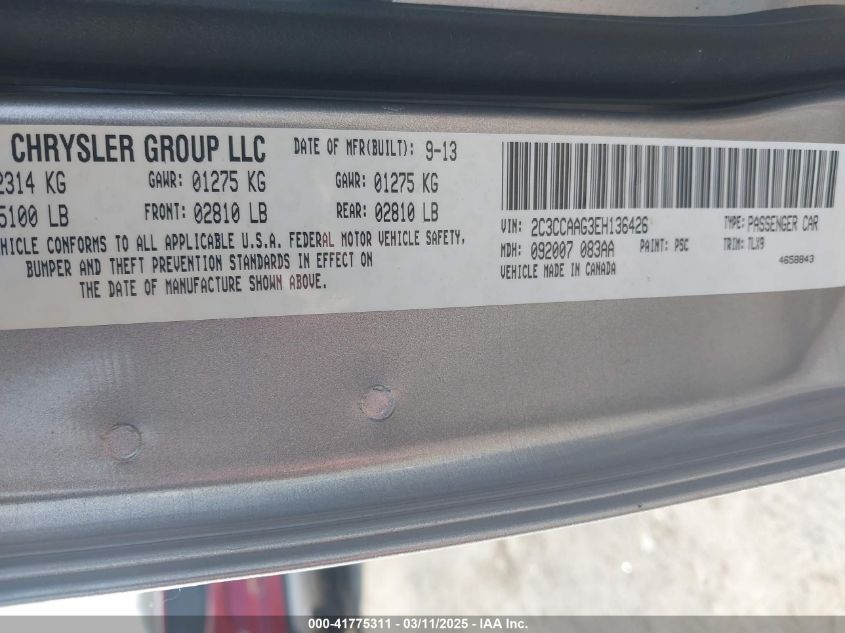 CHRYSLER GROUP LLC DATE OF MFR(BUILT): 9-13
2314 KG GAWR: 01275 KG GAWR: 01275 KG
5100 LB FRONT: 02810 LB REAR: 02810 LB
VEHICLE CONFORMS TO ALL APPLICABLE U.S.A. FEDERAL MOTOR VEHICLE SAFETY,
BUMPER AND THEFT PREVENTION STANDARDS IN EFFECT ON
THE DATE OF MANUFACTURE SHOWN ABOVE.
VIN: 2C3CCAAG3EH136426 TYPE: PASSENGER CAR
MDH: 092007 083AA PAINT: PSC TRIM: TLX9
VEHICLE MADE IN CANADA 4658843
000-41775311 - 03/11/2025 - IAA Inc.